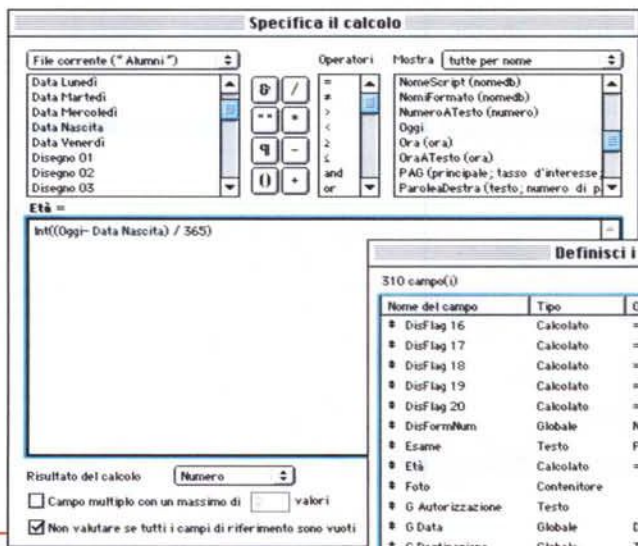 Specifica il calcolo
File corrente ("Alumni")
Operatori
Mostra
tutte per nome
Data Lunedì
Data Martedì
Data Mercoledì
Data Nascita
Data Venerdì
Disegno 01
Disegno 02
Disegno 03
& /
"" *
¶ -
() +
=
≠
>
<
≥
≤
and
or
NomeScript (nomedb)
NomiFormato (nomedb)
NumeroATesto (numero)
Oggi
Ora (ora)
OraATesto (ora)
PAG (principale; tasso d'interesse;
ParoleaDestra (testo; numero di
Età =
Int((Oggi- Data Nascita) / 365)
Risultato del calcolo
Numero
Campo multiplo con un massimo di
valori
Non valutare se tutti i campi di riferimento sono vuoti
Definisci i
310 campo(i)
Nome del campo Tipo
DisFlag 16 Calcolato =
DisFlag 17 Calcolato =
DisFlag 18 Calcolato =
DisFlag 19 Calcolato =
DisFlag 20 Calcolato =
DisFormNum Globale
Esame Testo
Età Calcolato =
Foto Contenitore
G Autorizzazione Testo
G Data Globale